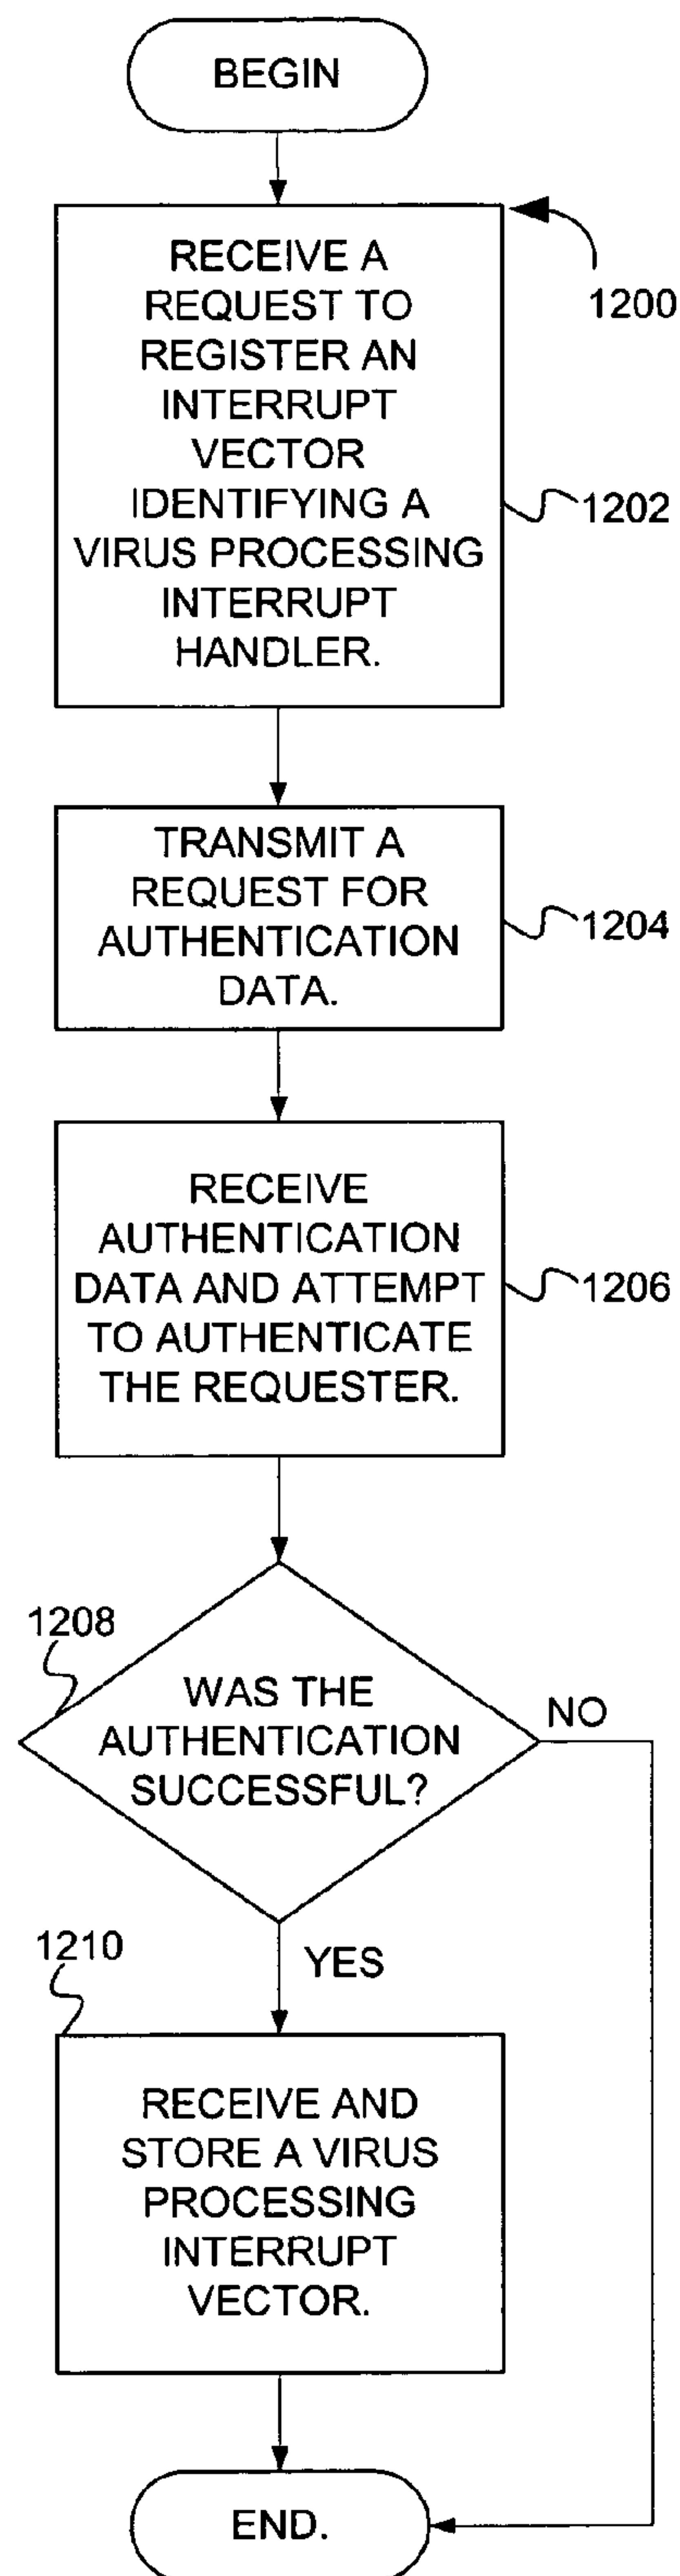 BEGIN
RECEIVE A
REQUEST TO
REGISTER AN
INTERRUPT
VECTOR
IDENTIFYING A
VIRUS PROCESSING
INTERRUPT
HANDLER.
1200
1202
TRANSMIT A
REQUEST FOR
AUTHENTICATION
DATA.
1204
RECEIVE
AUTHENTICATION
DATA AND ATTEMPT
TO AUTHENTICATE
THE REQUESTER.
1206
1208
WAS THE
AUTHENTICATION
SUCCESSFUL?
NO
YES
1210
RECEIVE AND
STORE A VIRUS
PROCESSING
INTERRUPT
VECTOR.
END.